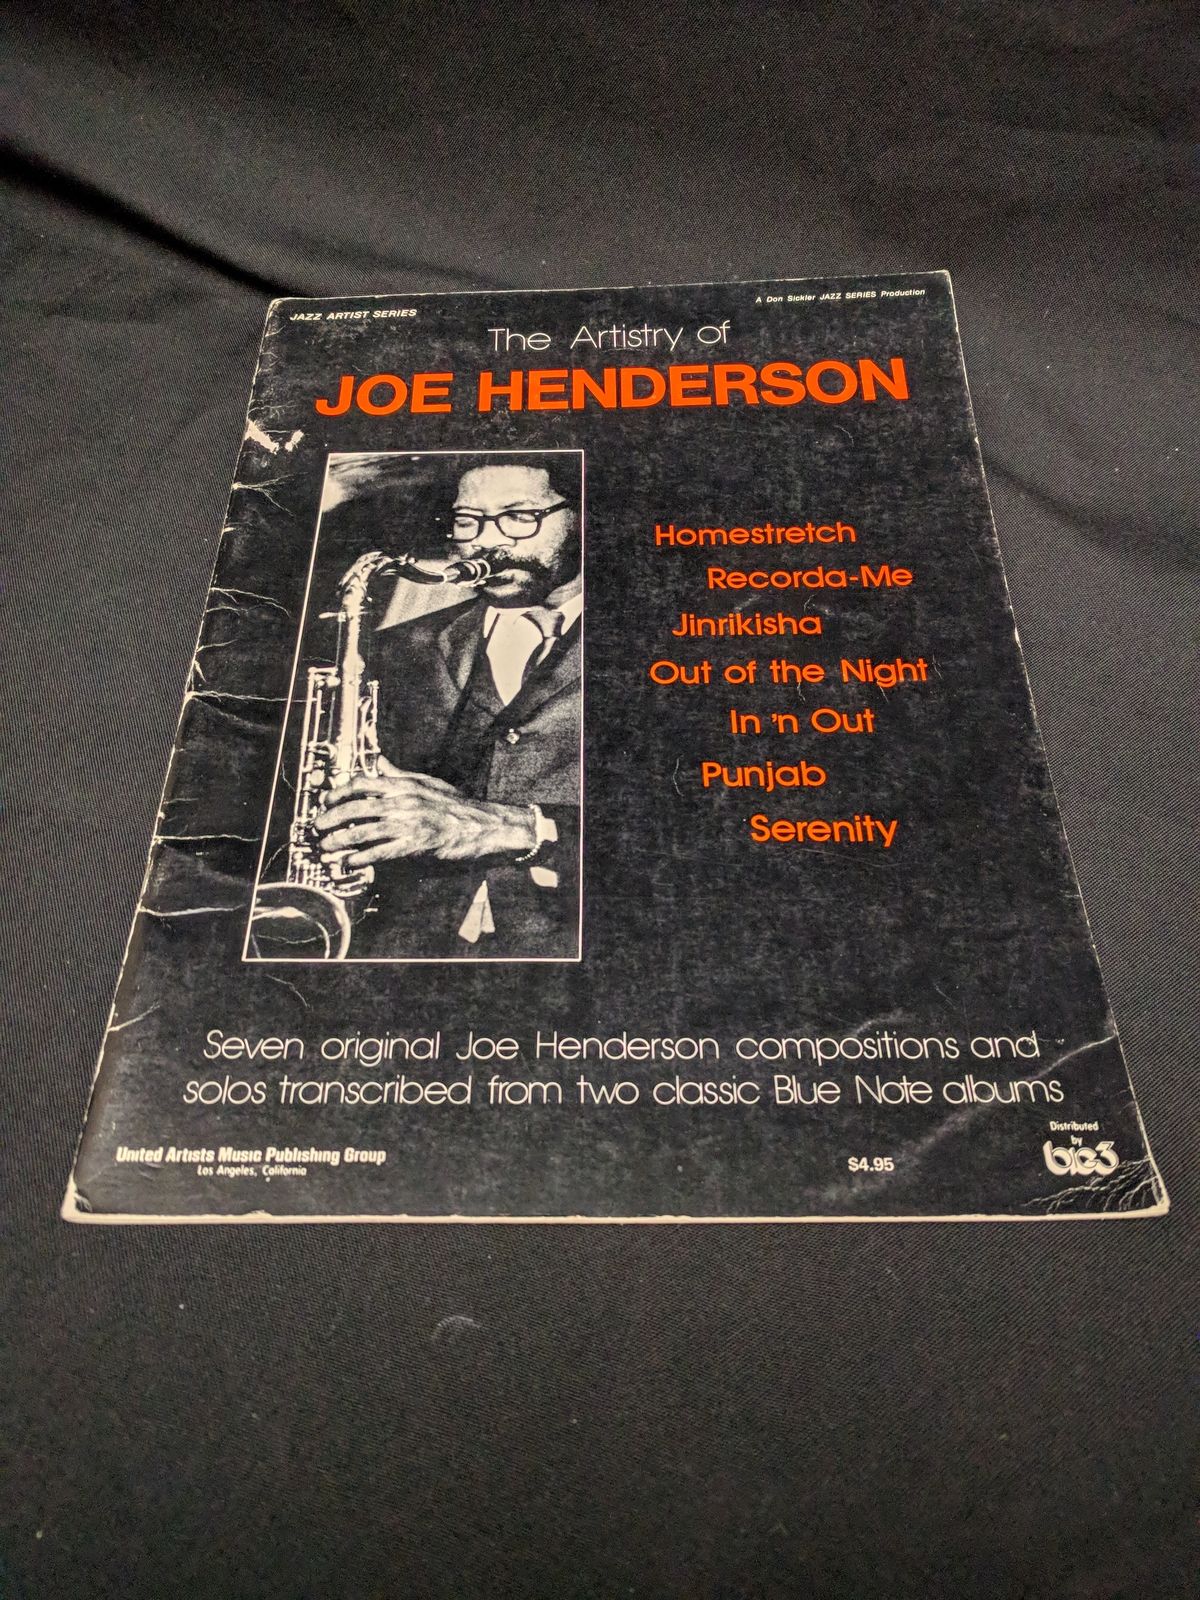 JAZZ ARTIST SERIES
A Don Sickler JAZZ SERIES Production
The Artistry of
JOE HENDERSON
Homestretch
Recorda-Me
Jinrikisha
Out of the Night
In 'n Out
Punjab
Serenity
Seven original Joe Henderson compositions and
solos transcribed from two classic Blue Note albums
United Artists Music Publishing Group
Los Angeles, California
$4.95
Distributed
by
big3